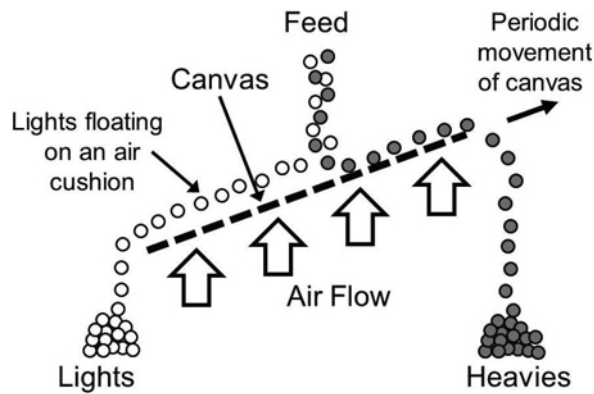 Feed
Periodic
movement
of canvas
Canvas
Lights floating
on an air
cushion
Air Flow
Lights
Heavies